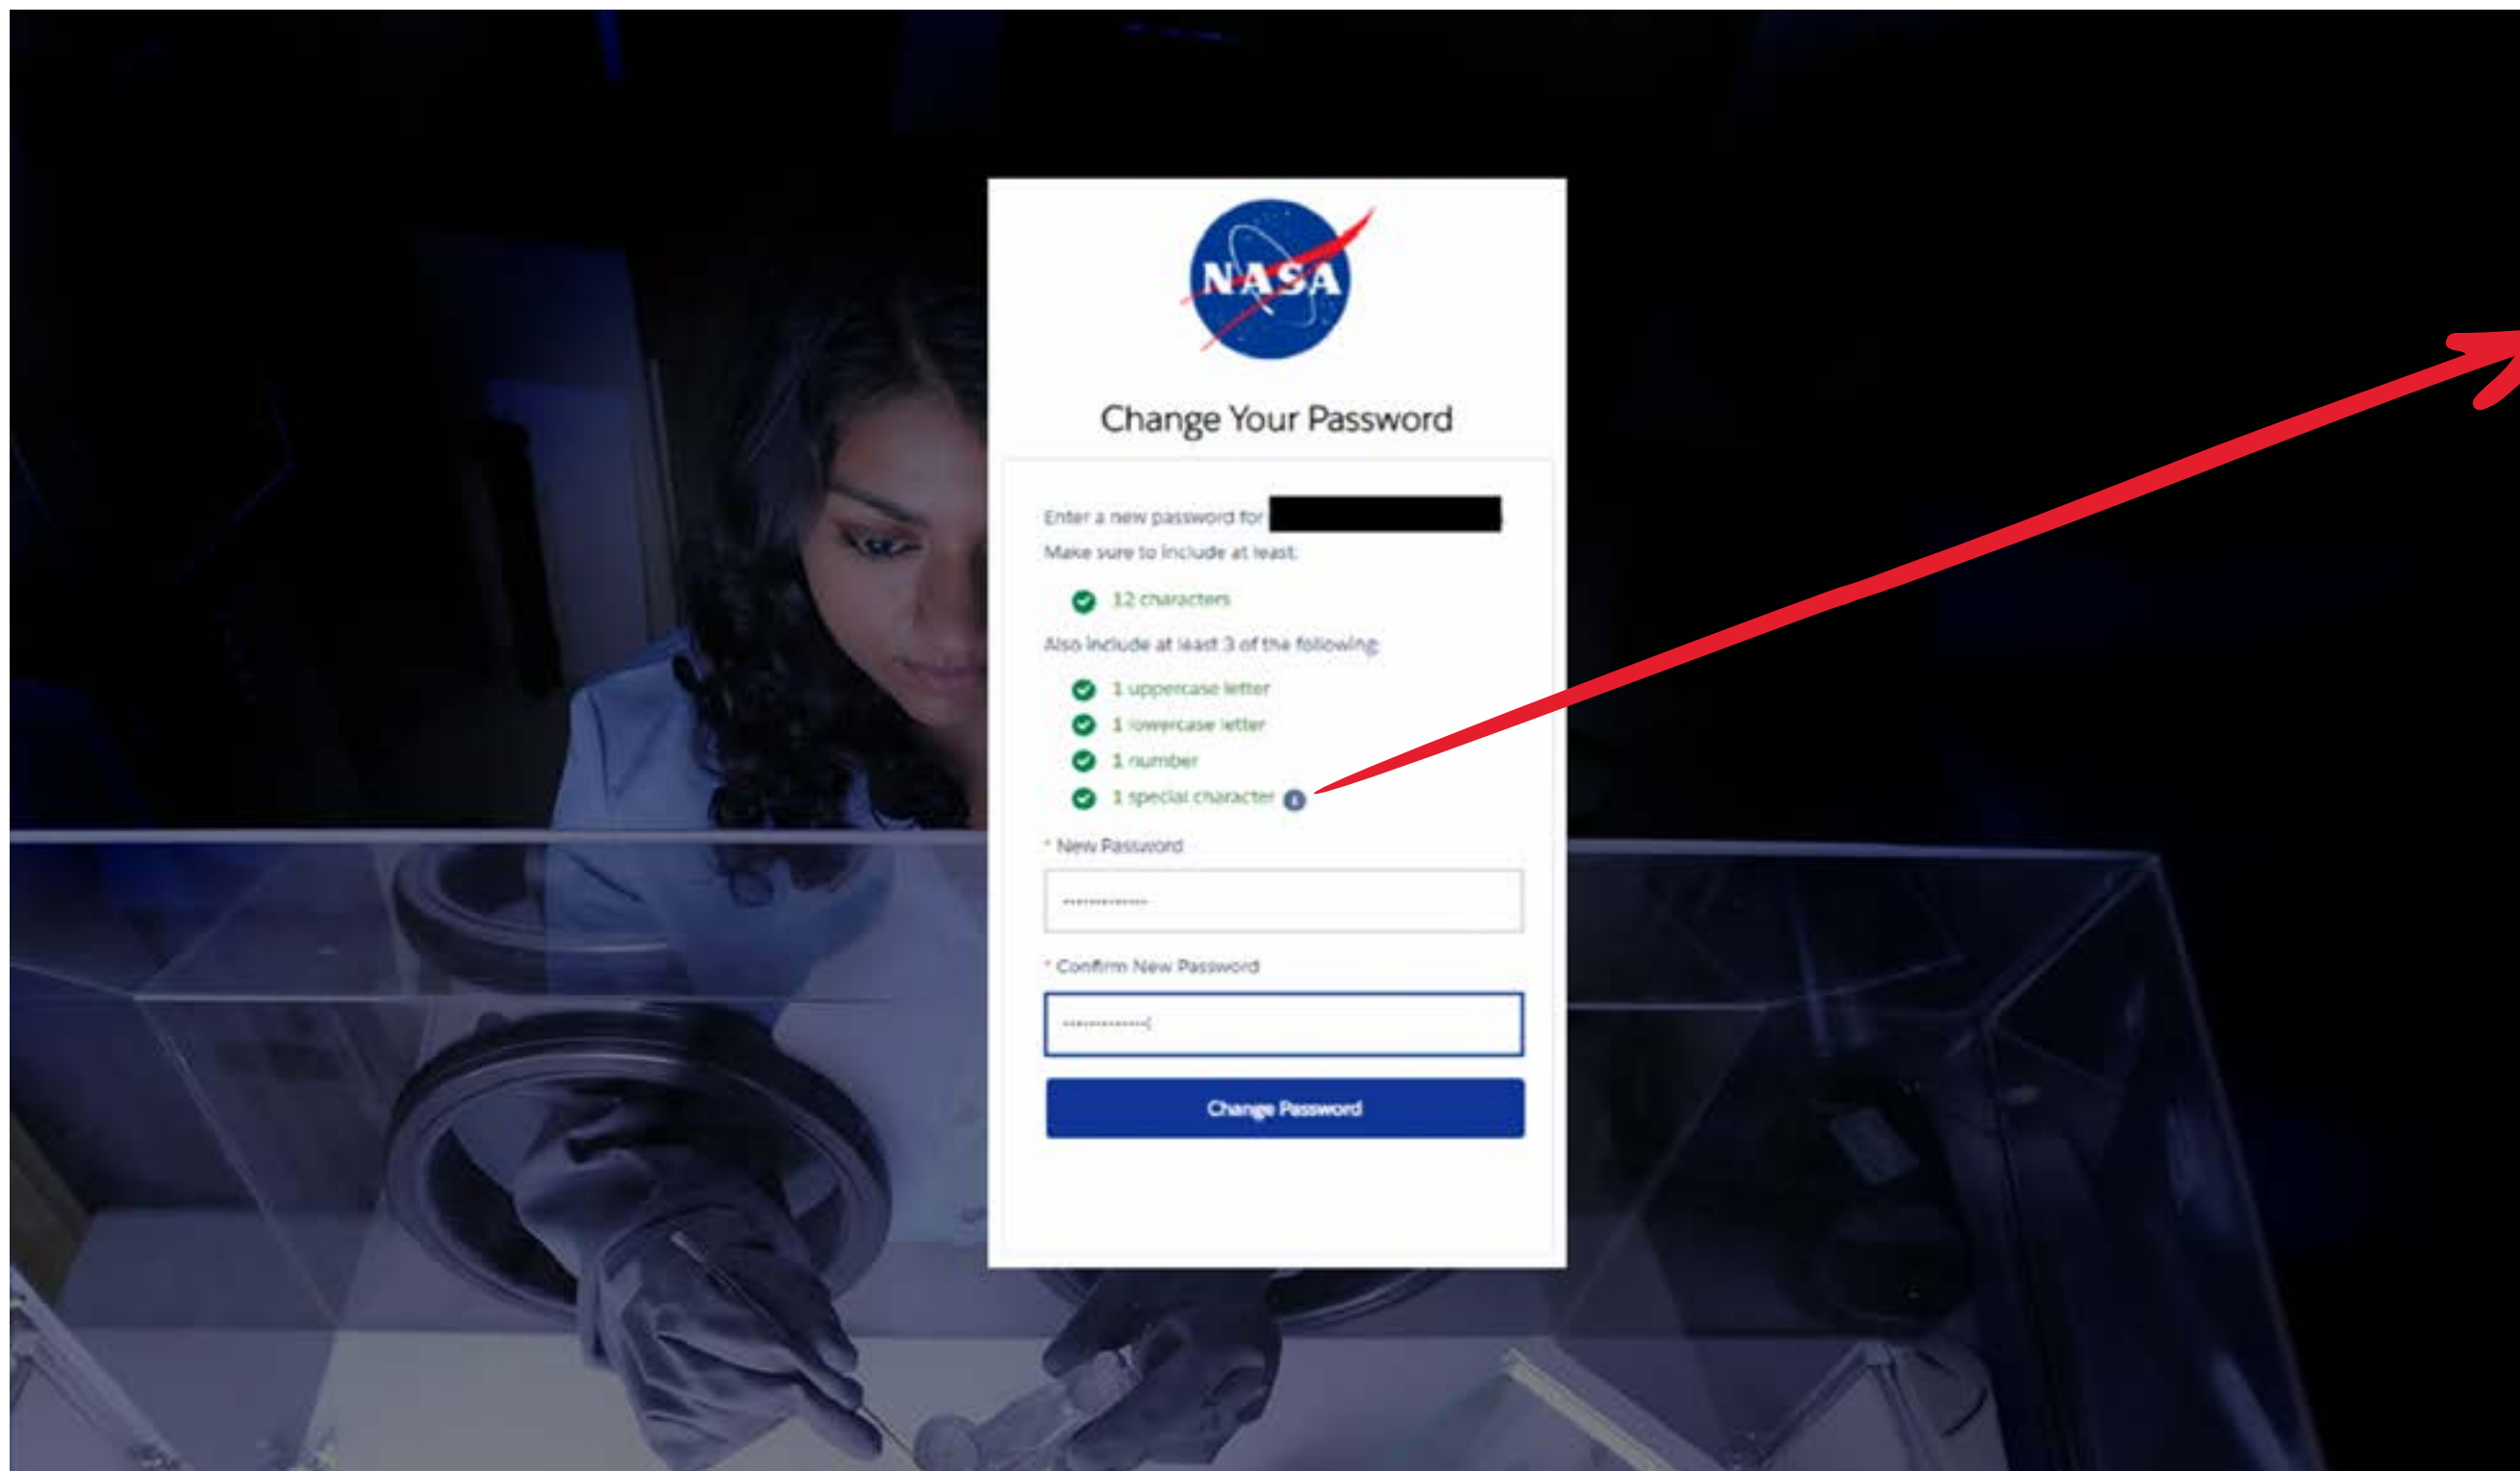 NASA
Change Your Password
Enter a new password for
Make sure to include at least:
12 characters
Also include at least 3 of the following:
1 uppercase letter
1 lowercase letter
1 number
1 special character
* New Password
* Confirm New Password
Change Password